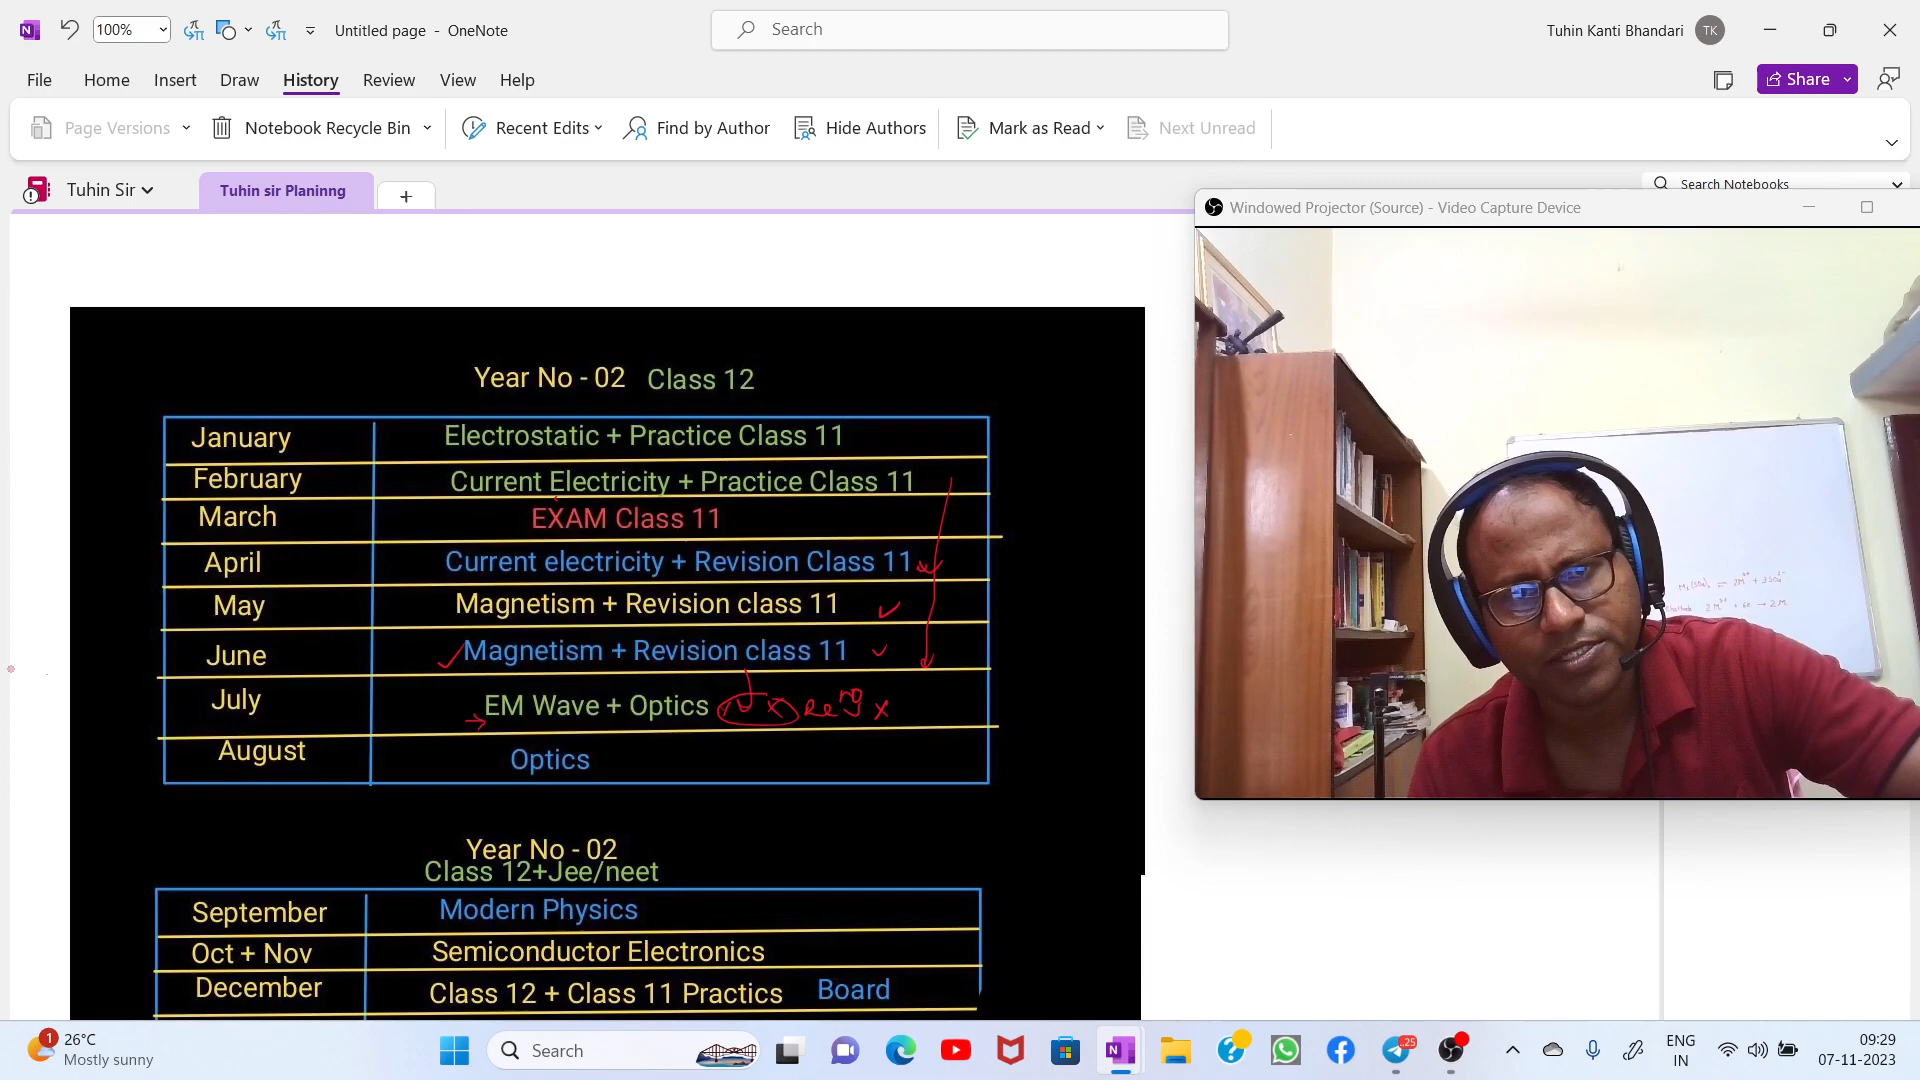 100%
Untitled page - OneNote
Search
Tuhin Kanti Bhandari
TK
File Home Insert Draw History Review View Help
Share
Page Versions
Notebook Recycle Bin
Recent Edits
Find by Author
Hide Authors
Mark as Read
Next Unread
Tuhin Sir
Tuhin sir Planinng
+
Search Notebooks
Windowed Projector (Source) - Video Capture Device
Year No - 02 Class 12
January Electrostatic + Practice Class 11
February Current Electricity + Practice Class 11
March EXAM Class 11
April Current electricity + Revision Class 11
May Magnetism + Revision class 11
June Magnetism + Revision class 11
July EM Wave + Optics
August Optics
Year No - 02
Class 12+Jee/neet
September Modern Physics
Oct + Nov Semiconductor Electronics
December Class 12 + Class 11 Practics Board
1
26°C
Mostly sunny
Search
.25
ENG
IN
09:29
07-11-2023